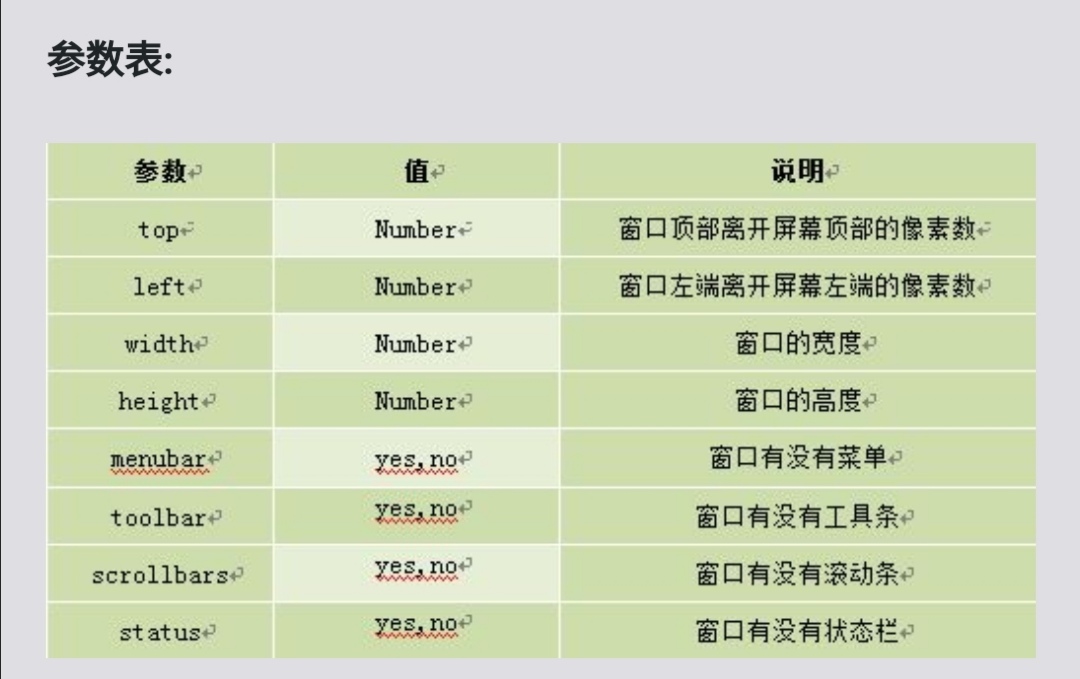 参数表:
参数 值 说明
top Number 窗口顶部离开屏幕顶部的像素数
left Number 窗口左端离开屏幕左端的像素数
width Number 窗口的宽度
height Number 窗口的高度
menubar yes,no 窗口有没有菜单
toolbar yes,no 窗口有没有工具条
scrollbars yes,no 窗口有没有滚动条
status yes,no 窗口有没有状态栏